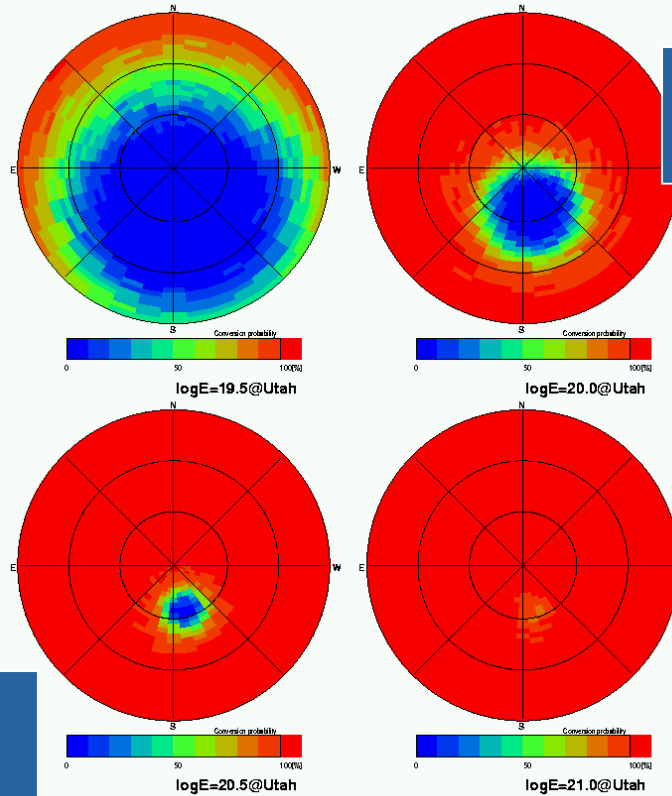 N N
E W E
S S
Conversion probability Conversion probability
0 50 100[%] 0 50 100[%]
logE=19.5@Utah logE=20.0@Utah
N N
E W E
S S
Conversion probability Conversion probability
0 50 100[%] 0 50 100[%]
logE=20.5@Utah logE=21.0@Utah